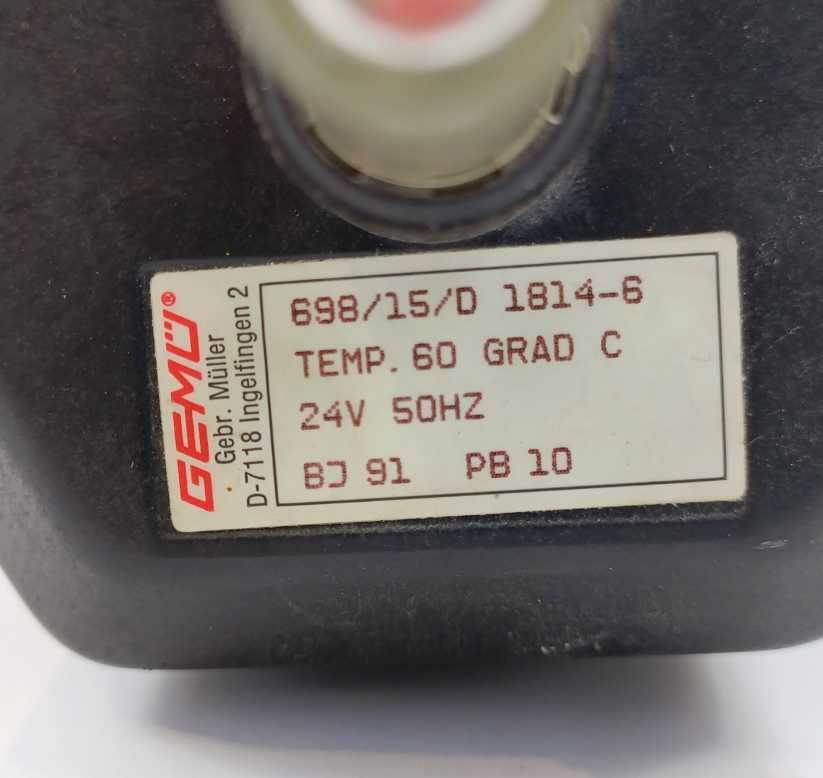 GEMÜ®
Gebr. Müller
D-7118 Ingelfingen 2
698/15/D 1814-6
TEMP. 60 GRAD C
24V 50HZ
BJ 91 PB 10